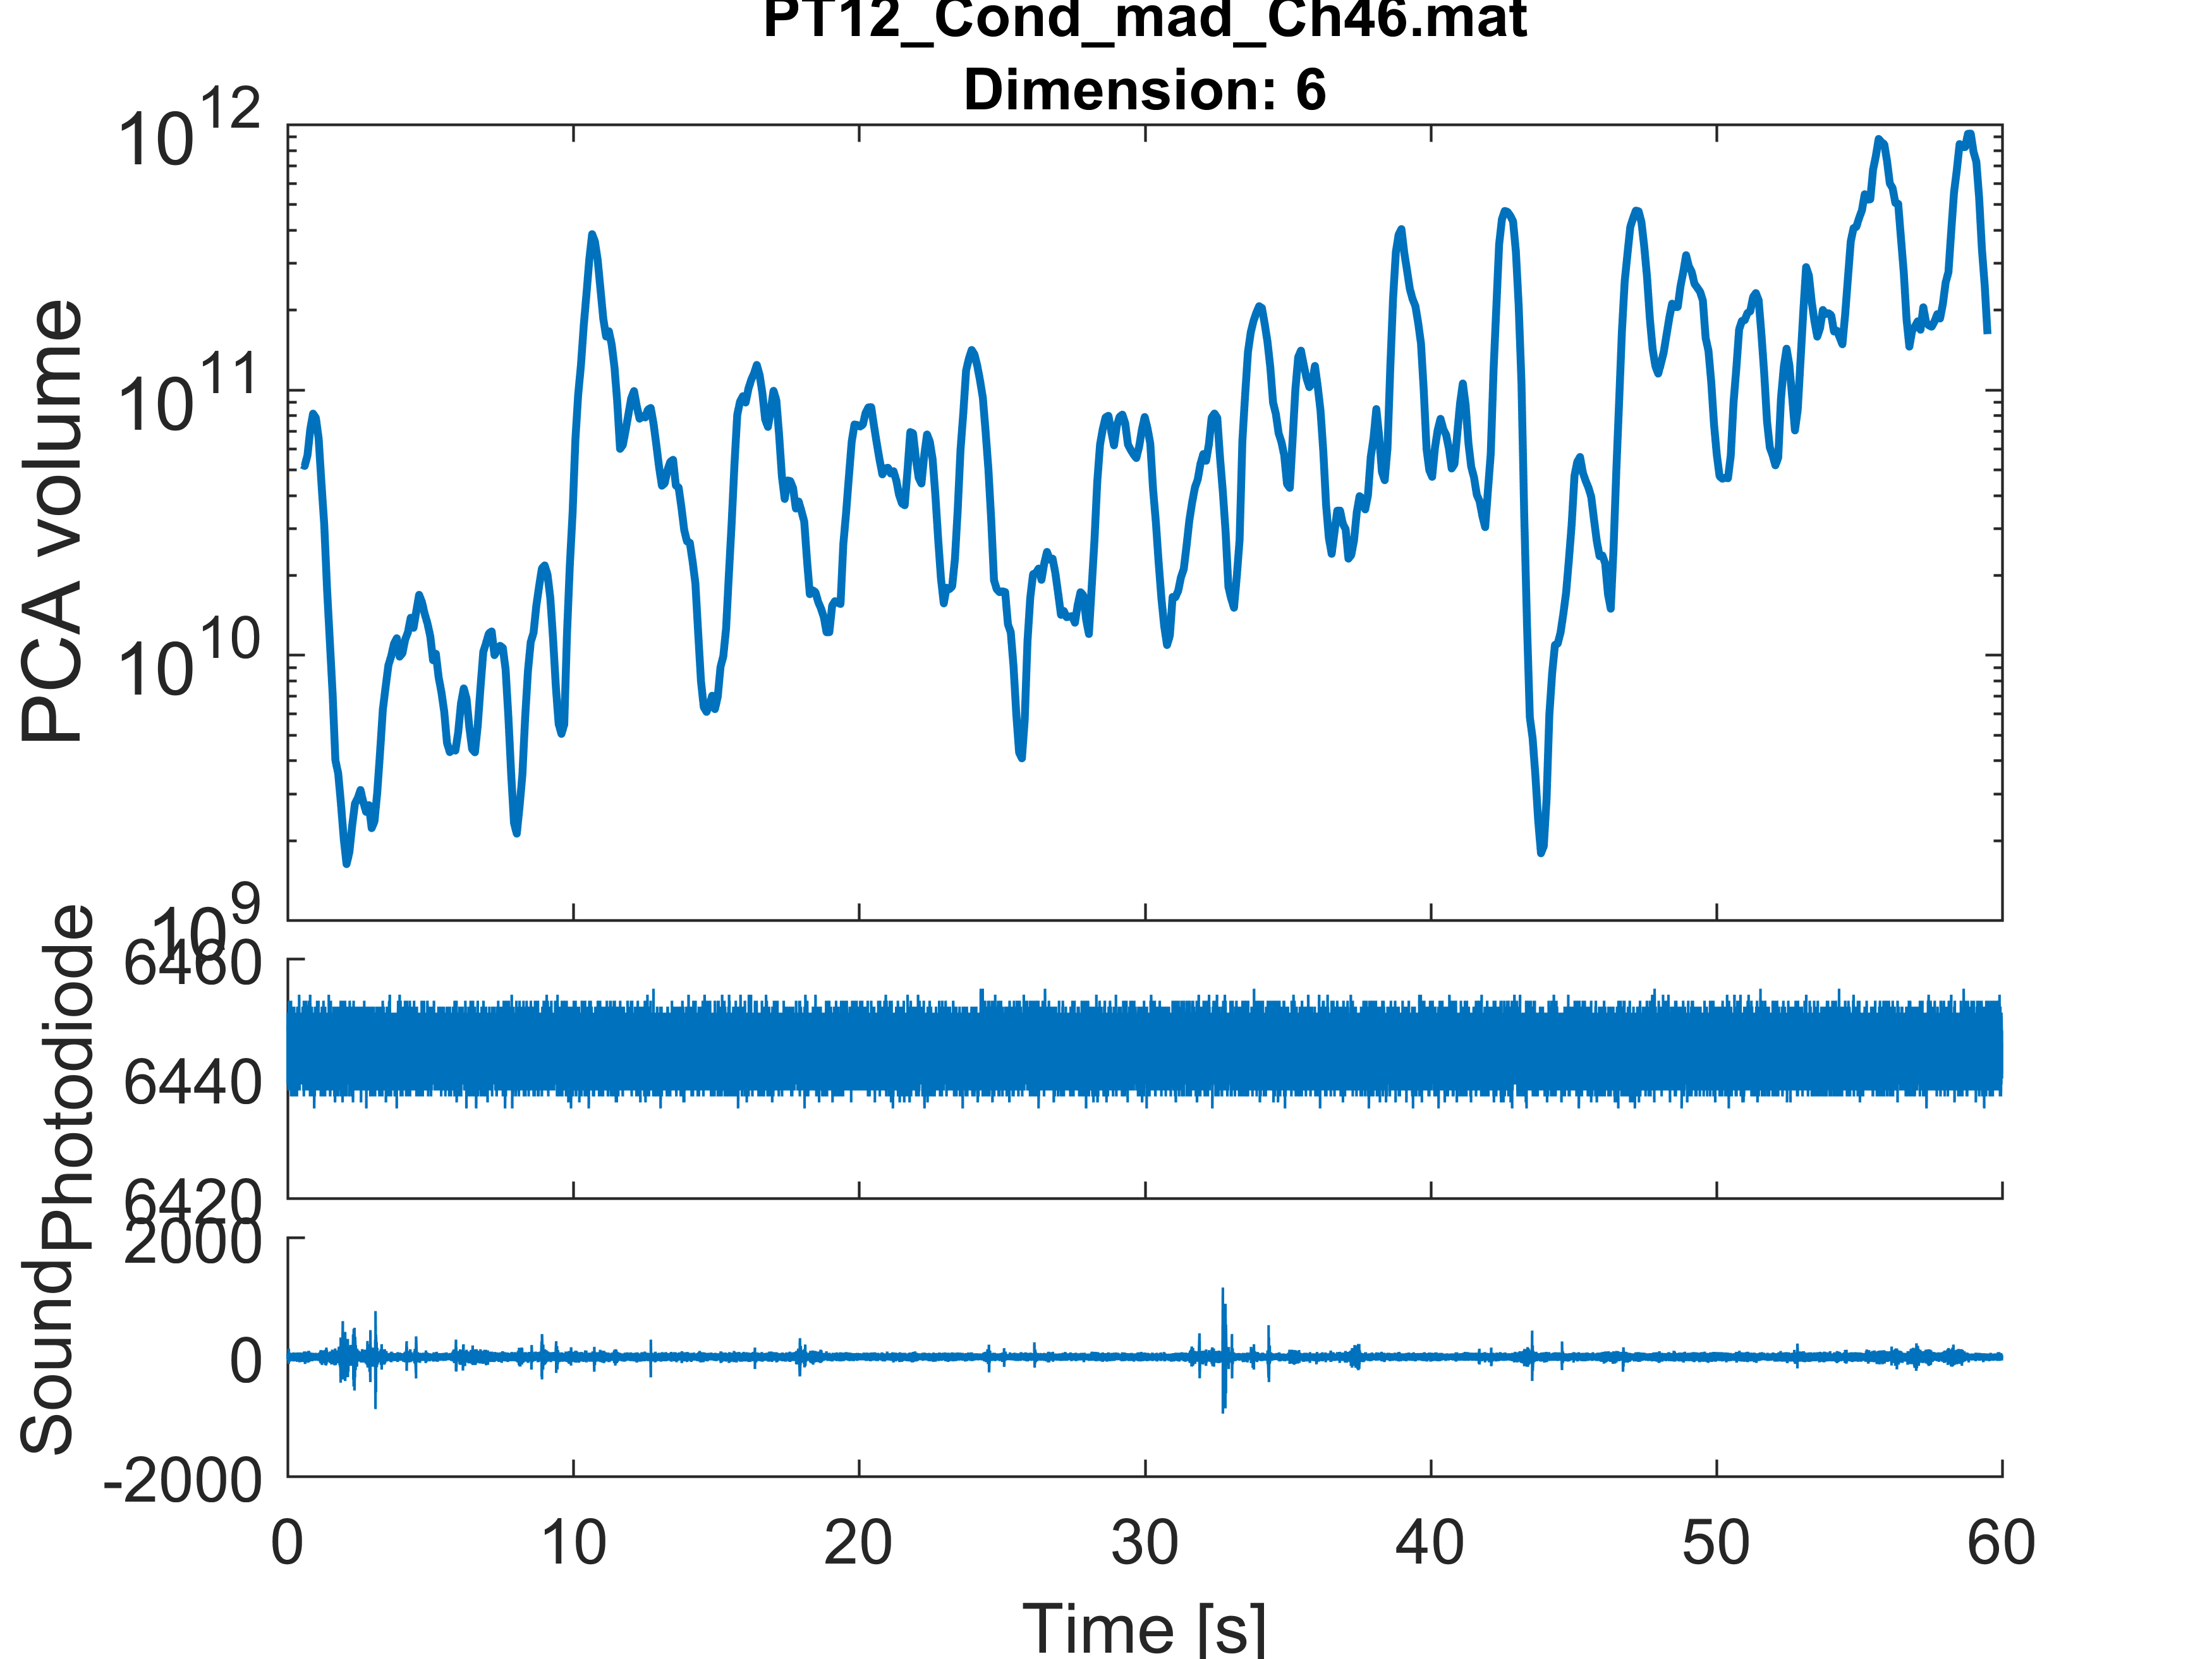 PT12_Cond_mad_Ch46.mat
Dimension: 6
PCA volume
10^12
10^11
10^10
10^9
Photodiode
6460
6440
6420
Sound
2000
0
-2000
0 10 20 30 40 50 60
Time [s]